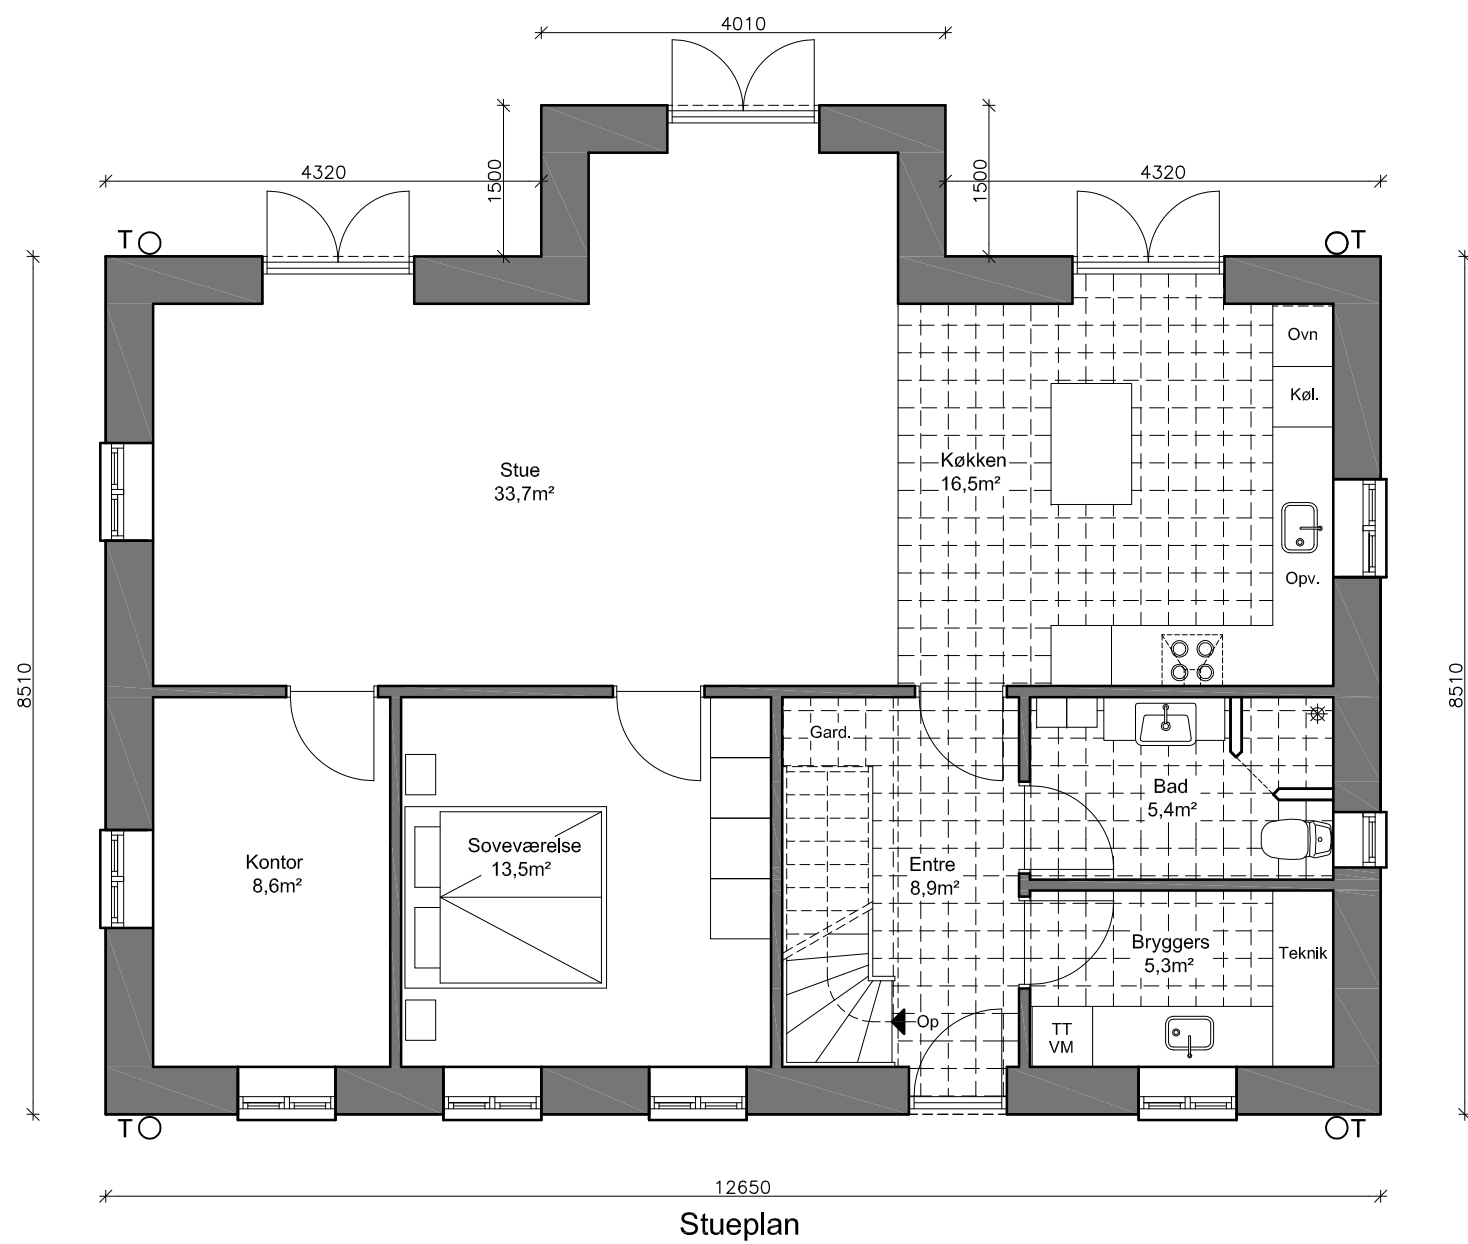 4010
4320
1500
1500
4320
T
T
Ovn
Køl.
Stue
33,7m²
Køkken
16,5m²
Opv.
8510
8510
Gard.
Bad
5,4m²
Kontor
8,6m²
Soveværelse
13,5m²
Entre
8,9m²
Bryggers
5,3m²
Teknik
Op
TT
VM
T
T
12650
Stueplan